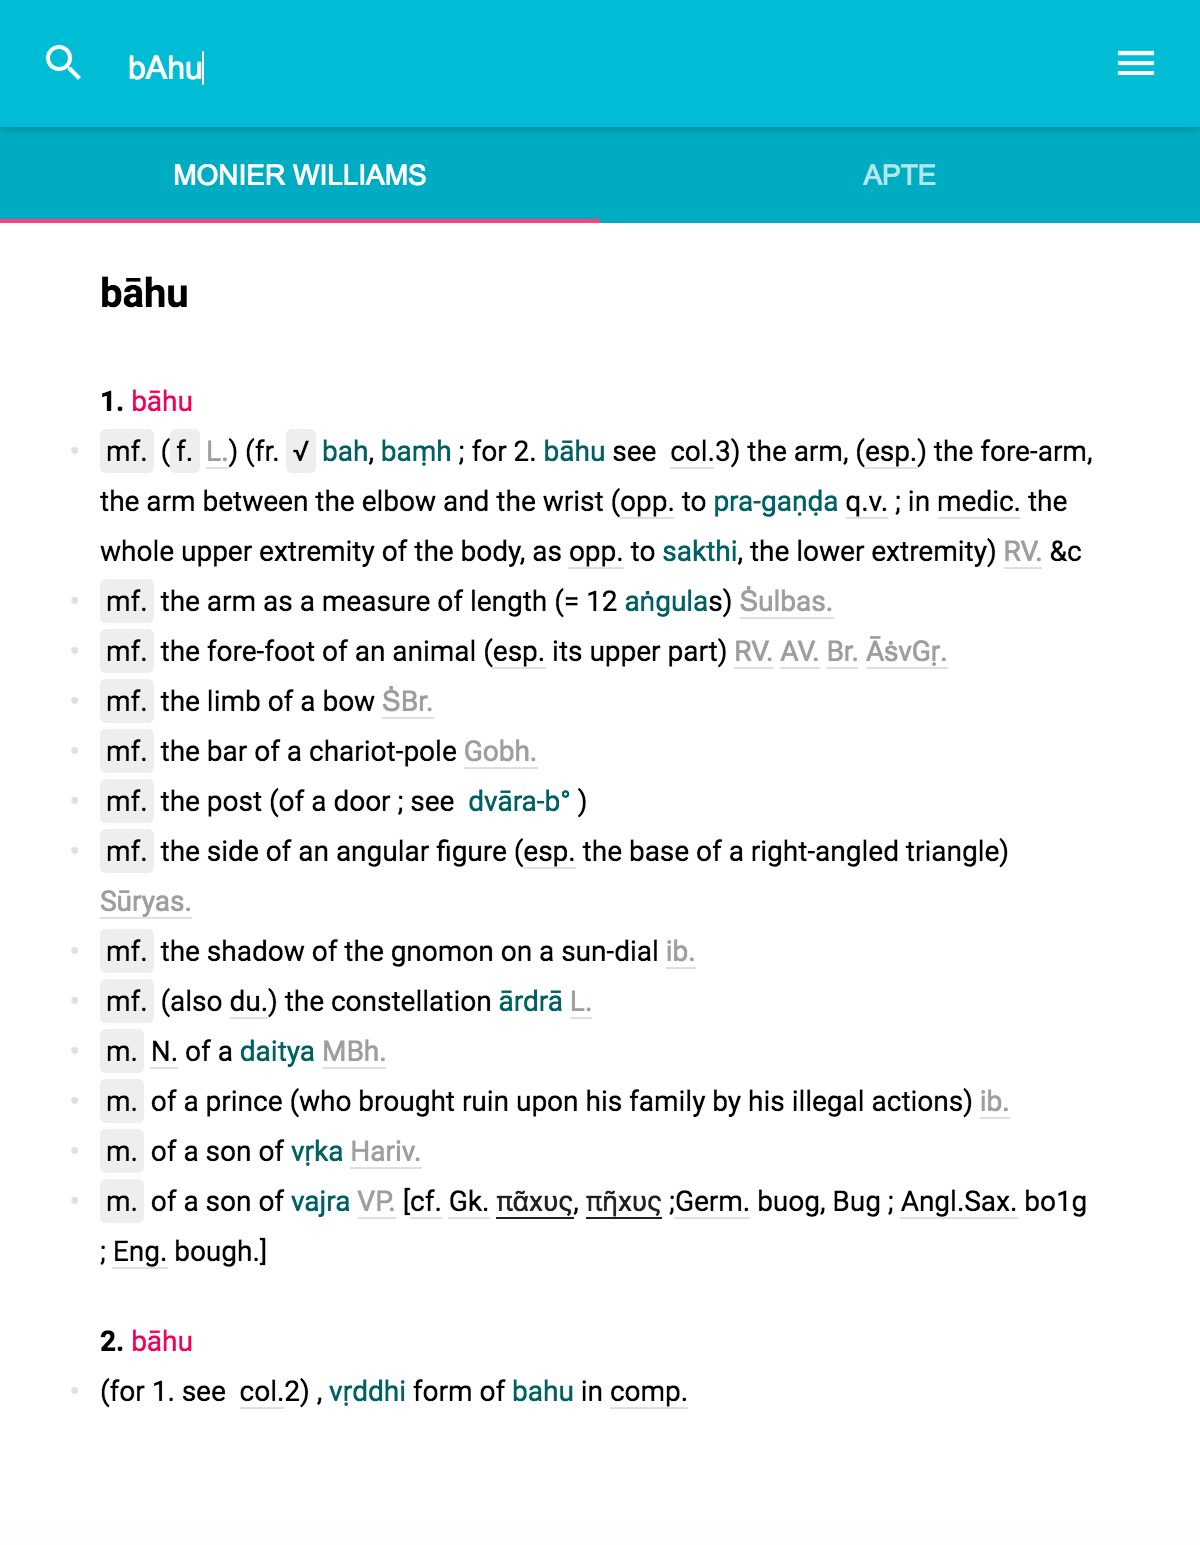 bAhu
MONIER WILLIAMS APTE
bāhu
1. bāhu
mf. ( f. L.) (fr. √ bah, baṃh ; for 2. bāhu see col.3) the arm, (esp.) the fore-arm,
the arm between the elbow and the wrist (opp. to pra-gaṇḍa q.v. ; in medic. the
whole upper extremity of the body, as opp. to sakthi, the lower extremity) RV. &c
mf. the arm as a measure of length (= 12 aṅgulas) Śulbas.
mf. the fore-foot of an animal (esp. its upper part) RV. AV. Br. ĀṡvGṛ.
mf. the limb of a bow ṠBr.
mf. the bar of a chariot-pole Gobh.
mf. the post (of a door ; see dvāra-b° )
mf. the side of an angular figure (esp. the base of a right-angled triangle)
Sūryas.
mf. the shadow of the gnomon on a sun-dial ib.
mf. (also du.) the constellation ārdrā L.
m. N. of a daitya MBh.
m. of a prince (who brought ruin upon his family by his illegal actions) ib.
m. of a son of vṛka Hariv.
m. of a son of vajra VP. [cf. Gk. πᾶχυς, πῆχυς ;Germ. buog, Bug ; Angl.Sax. bo1g
; Eng. bough.]
2. bāhu
(for 1. see col.2) , vṛddhi form of bahu in comp.